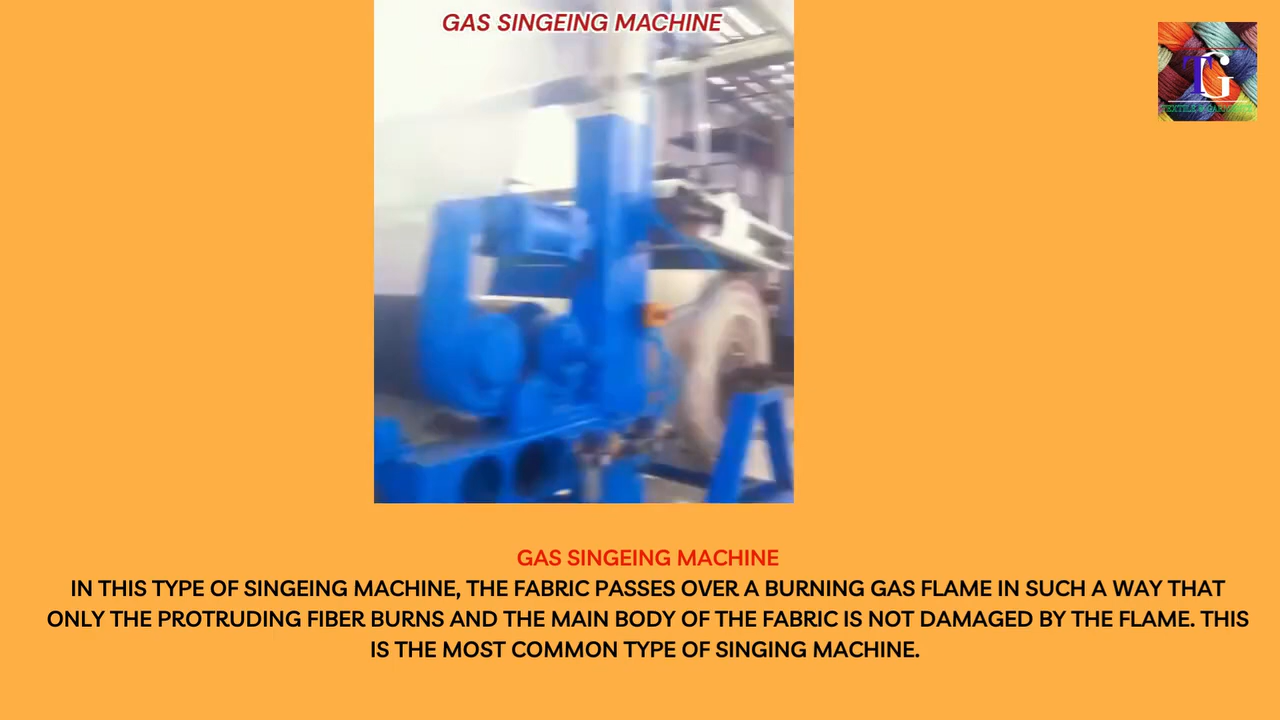 GAS SINGEING MACHINE
TG
GAS SINGEING MACHINE
IN THIS TYPE OF SINGEING MACHINE, THE FABRIC PASSES OVER A BURNING GAS FLAME IN SUCH A WAY THAT
ONLY THE PROTRUDING FIBER BURNS AND THE MAIN BODY OF THE FABRIC IS NOT DAMAGED BY THE FLAME. THIS
IS THE MOST COMMON TYPE OF SINGING MACHINE.